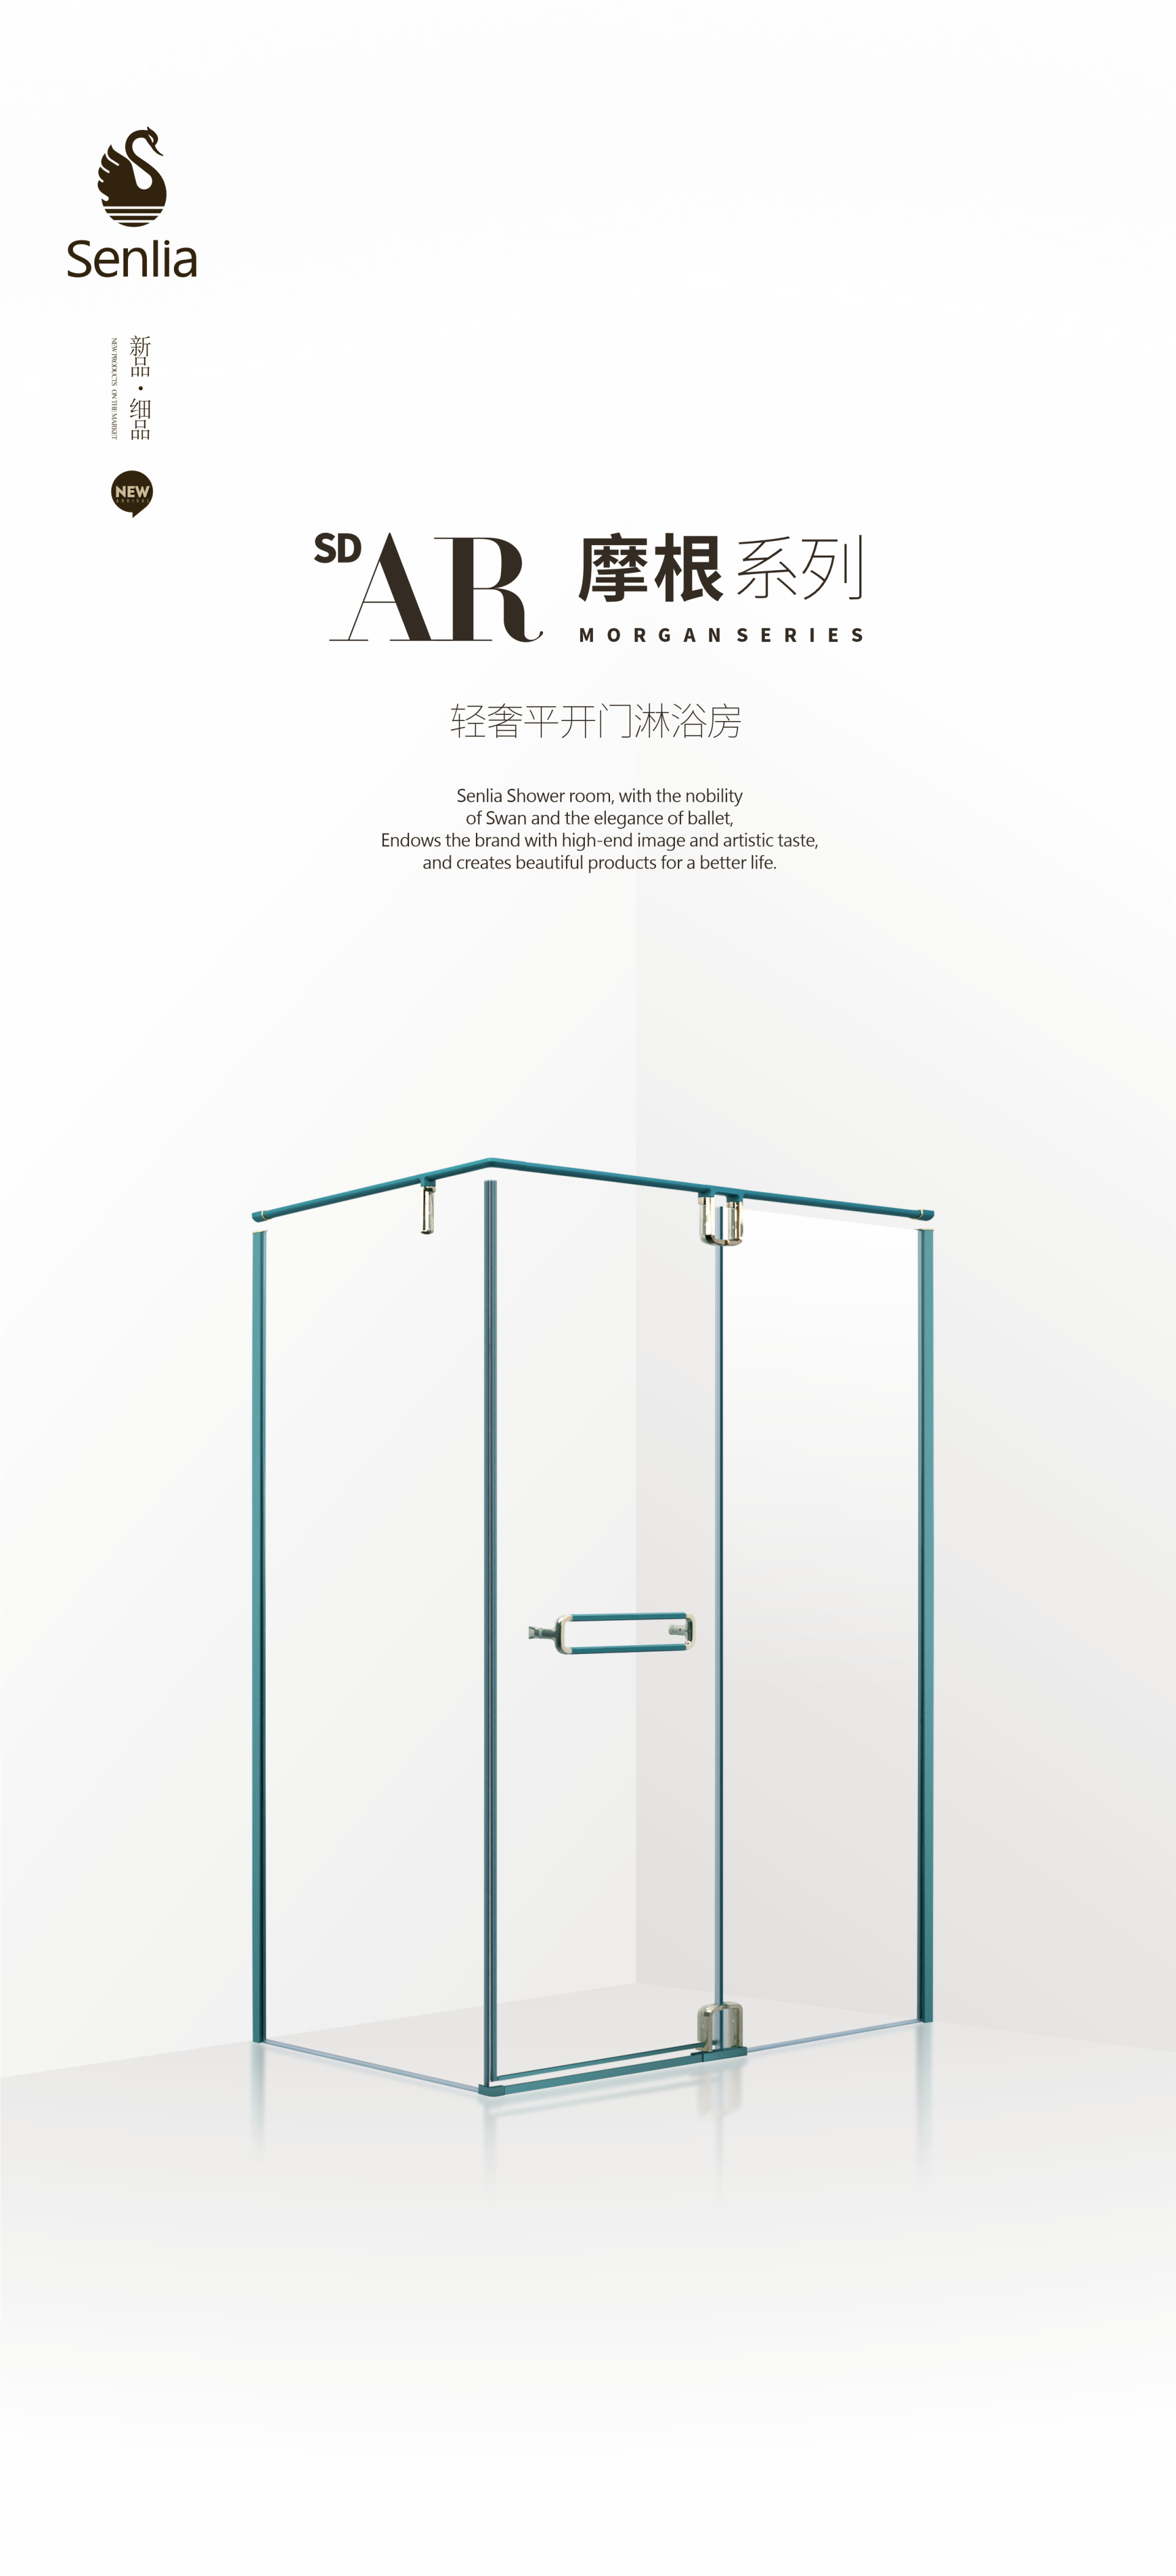 Senlia
新品·细品
NEW PRODUCTS ON THE MARKET
NEW
SDAR 摩根系列
MORGAN SERIES
轻奢平开门淋浴房
Senlia Shower room, with the nobility
of Swan and the elegance of ballet,
Endows the brand with high-end image and artistic taste,
and creates beautiful products for a better life.